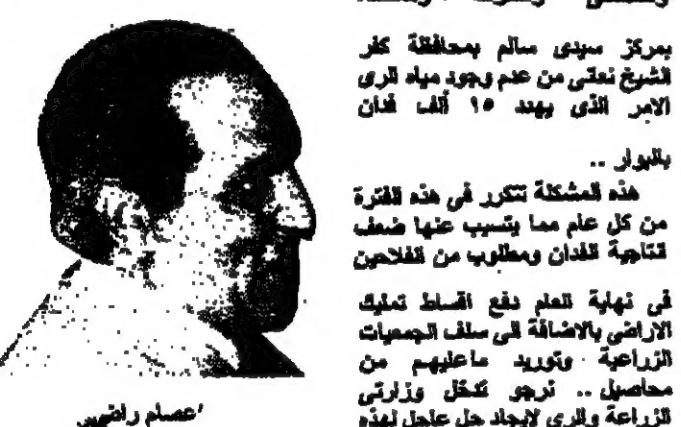 بمركز سيدى سالم بمحافظة كفر
الشيخ نعانى من عدم وجود مياه للرى
الامر الذى يهدد ١٥ ألف فدان
بالبوار ..
هذه المشكلة تتكرر فى هذه الفترة
من كل عام مما يتسبب عنها ضعف
انتاجية الفدان ومطلوب من الفلاحين
فى نهاية العام دفع اقساط تمليك
الاراضى بالاضافة الى سلف الجمعيات
الزراعية وتوريد ماعليهم من
محاصيل .. نرجو تدخل وزارتى
الزراعة والرى لايجاد حل عاجل لهذه
عصام راضى